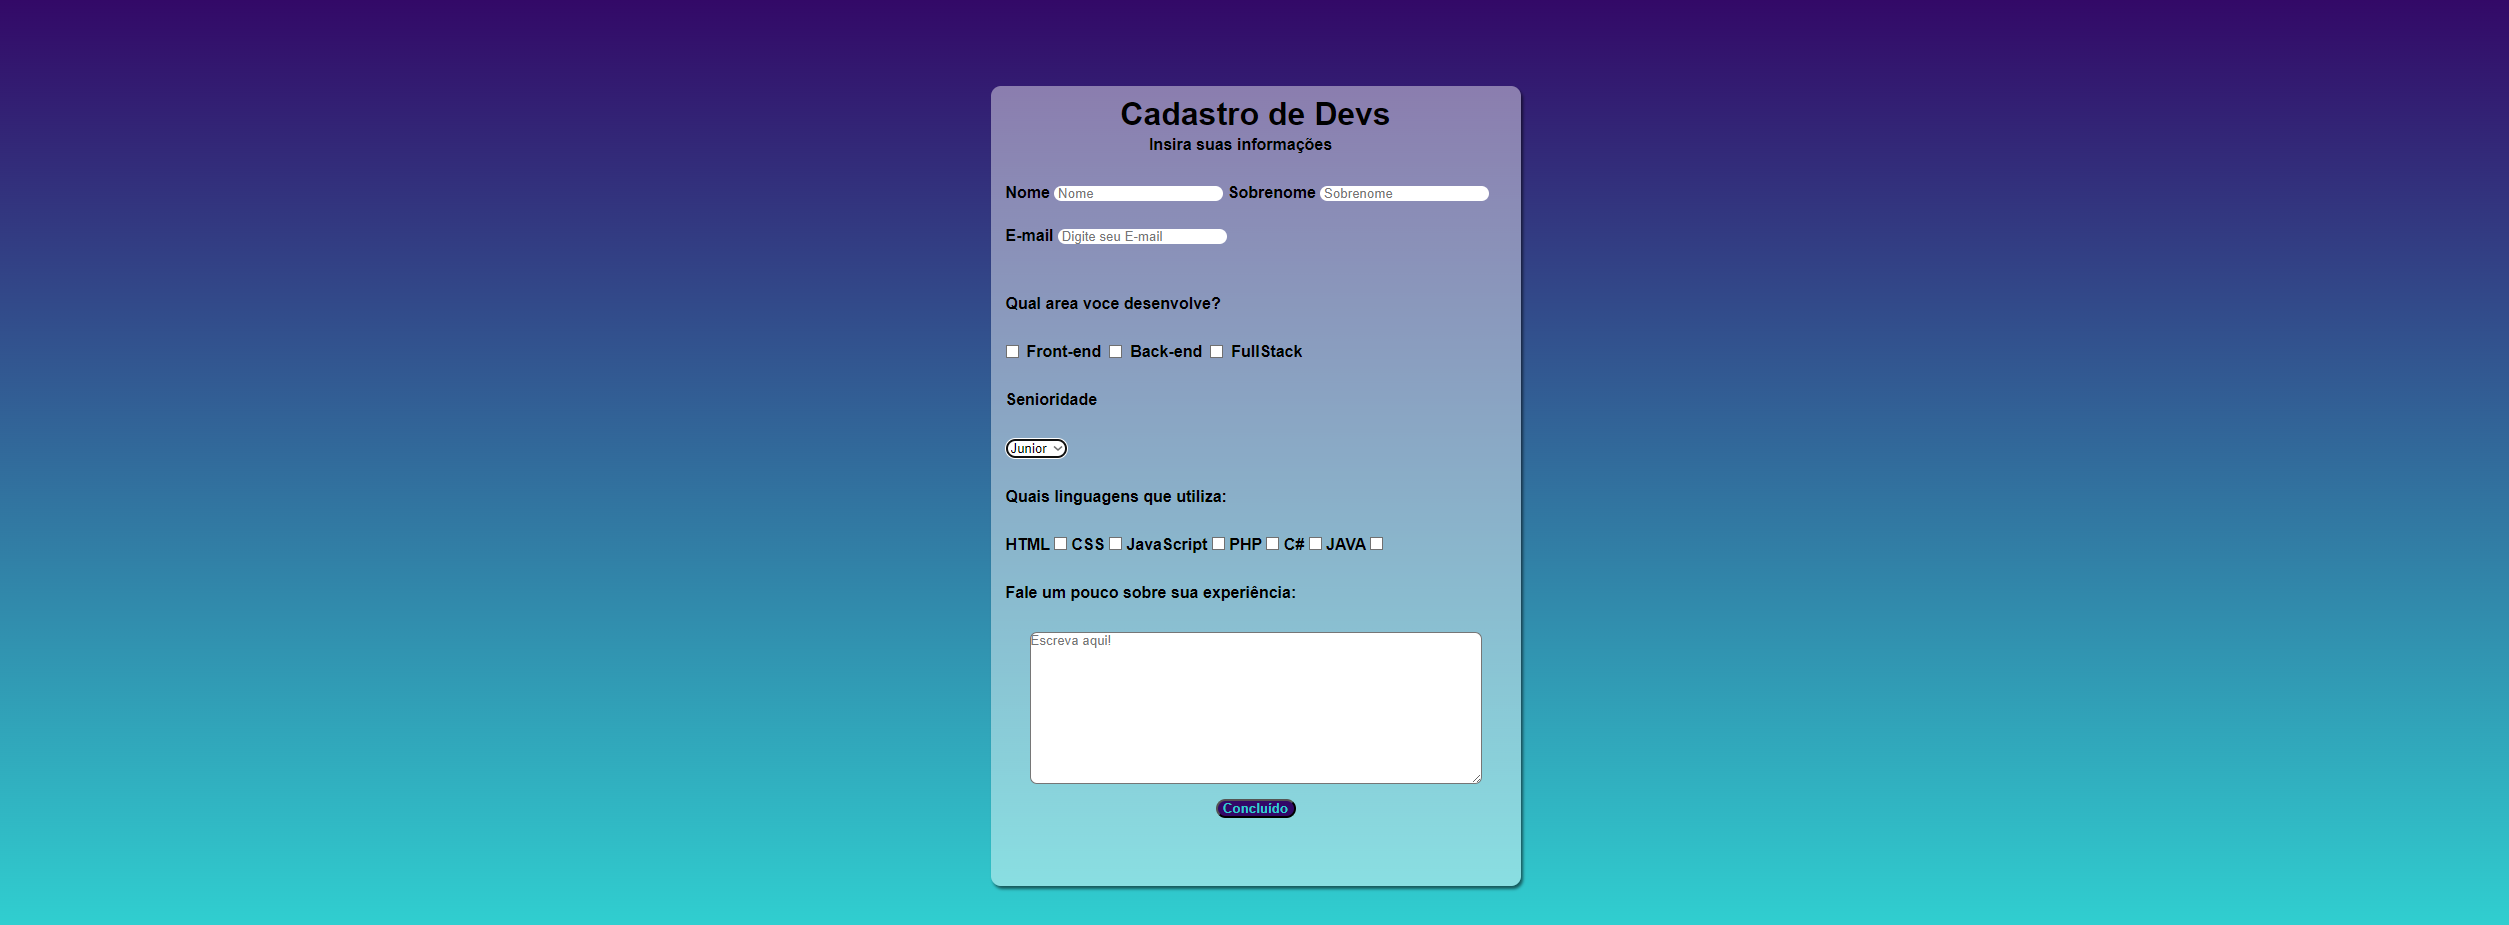 Cadastro de Devs
Insira suas informações
Nome Nome Sobrenome Sobrenome
E-mail Digite seu E-mail
Qual area voce desenvolve?
Front-end Back-end FullStack
Senioridade
Junior
Quais linguagens que utiliza:
HTML CSS JavaScript PHP C# JAVA
Fale um pouco sobre sua experiência:
Escreva aqui!
Concluído